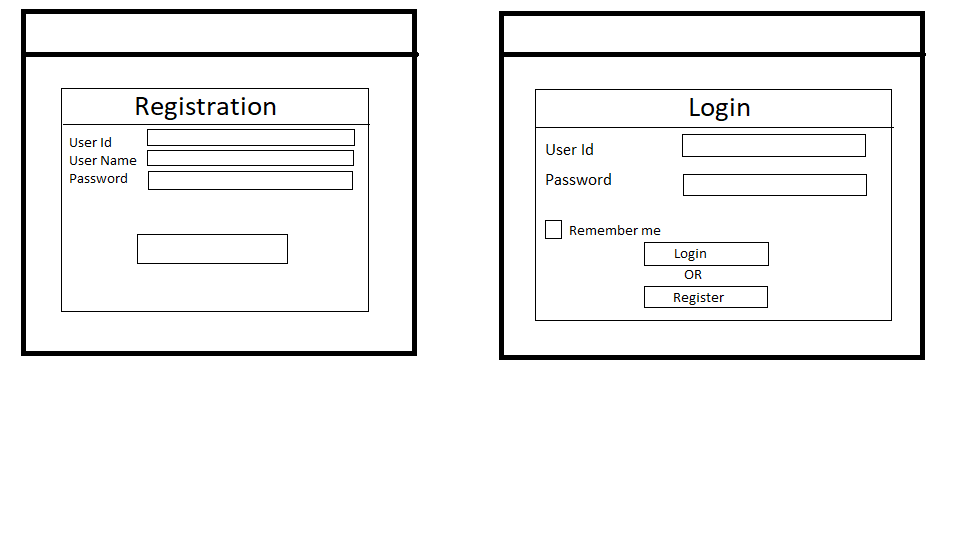 Registration
User Id
User Name
Password
Login
User Id
Password
Remember me
Login
OR
Register